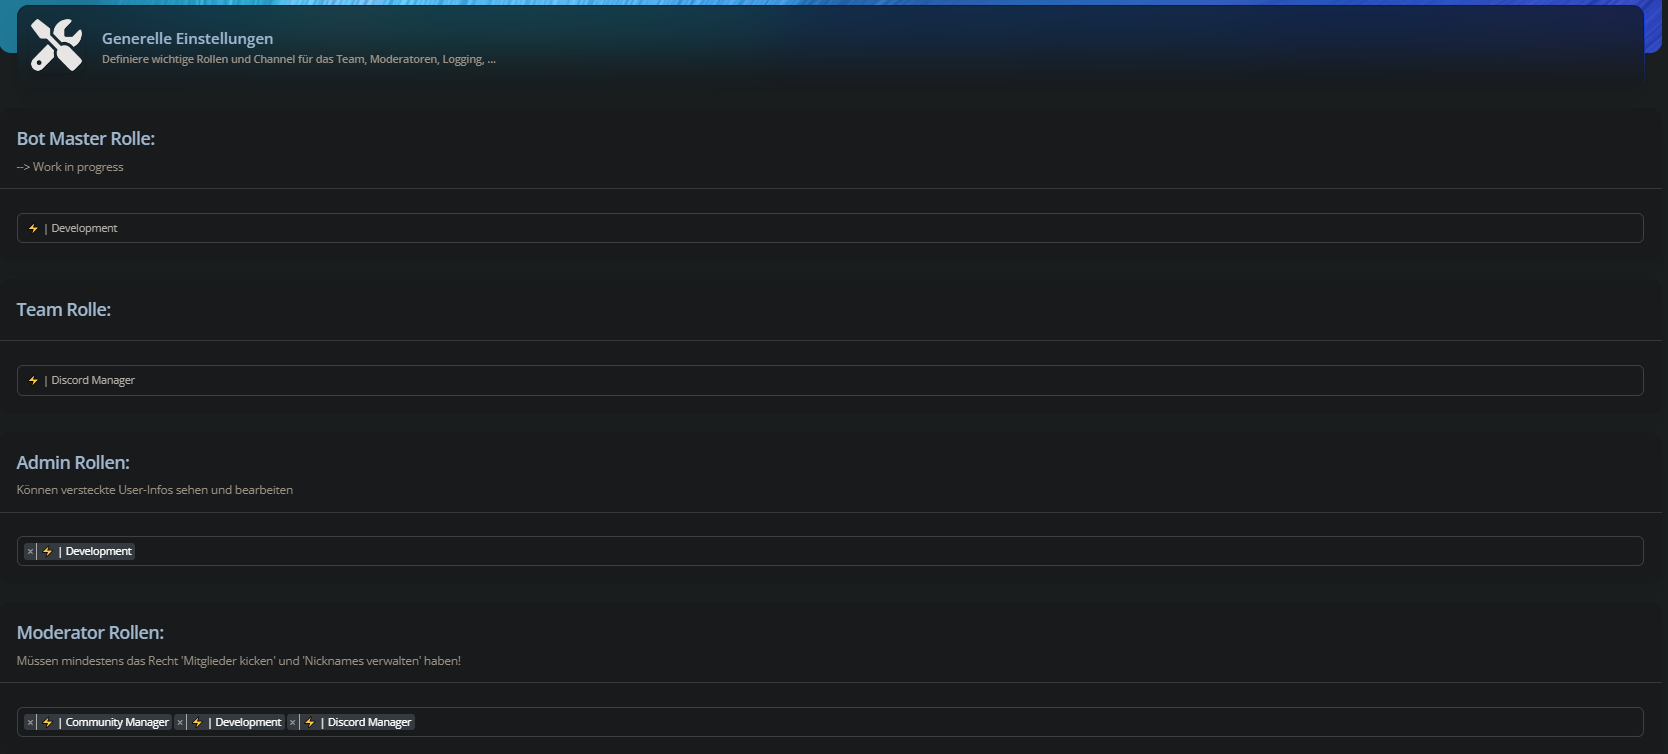 Generelle Einstellungen
Definiere wichtige Rollen und Channel für das Team, Moderatoren, Logging, ...
Bot Master Rolle:
--> Work in progress
⚡ | Development
Team Rolle:
⚡ | Discord Manager
Admin Rollen:
Können versteckte User-Infos sehen und bearbeiten
× ⚡ | Development
Moderator Rollen:
Müssen mindestens das Recht 'Mitglieder kicken' und 'Nicknames verwalten' haben!
× ⚡ | Community Manager × ⚡ | Development × ⚡ | Discord Manager